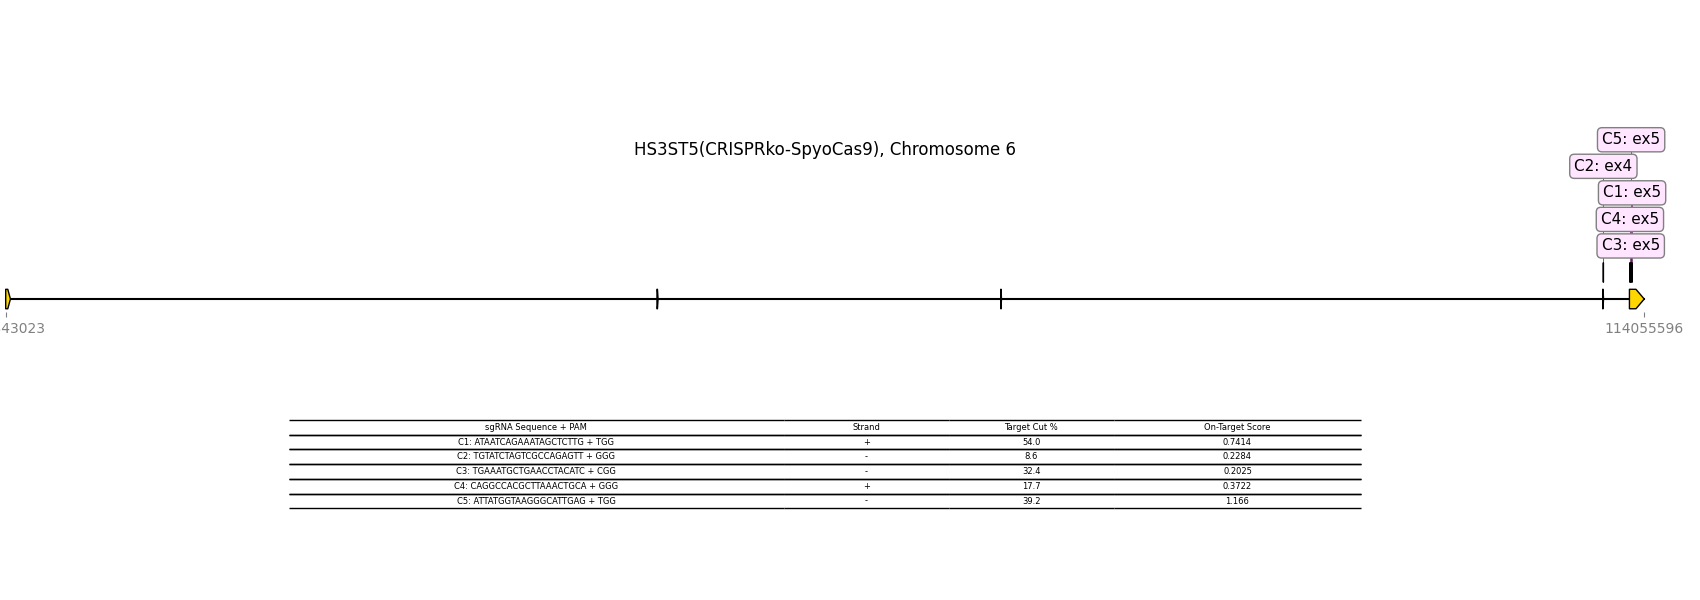 HS3ST5(CRISPRko-SpyoCas9), Chromosome 6
C5: ex5
C2: ex4
C1: ex5
C4: ex5
C3: ex5
43023
114055596
sgRNA Sequence + PAM Strand Target Cut % On-Target Score
C1: ATAATCAGAAATAGCTCTTG + TGG + 54.0 0.7414
C2: TGTATCTAGTCGCCAGAGTT + GGG - 8.6 0.2284
C3: TGAAATGCTGAACCTACATC + CGG - 32.4 0.2025
C4: CAGGCCACGCTTAAACTGCA + GGG + 17.7 0.3722
C5: ATTATGGTAAGGGCATTGAG + TGG - 39.2 1.166